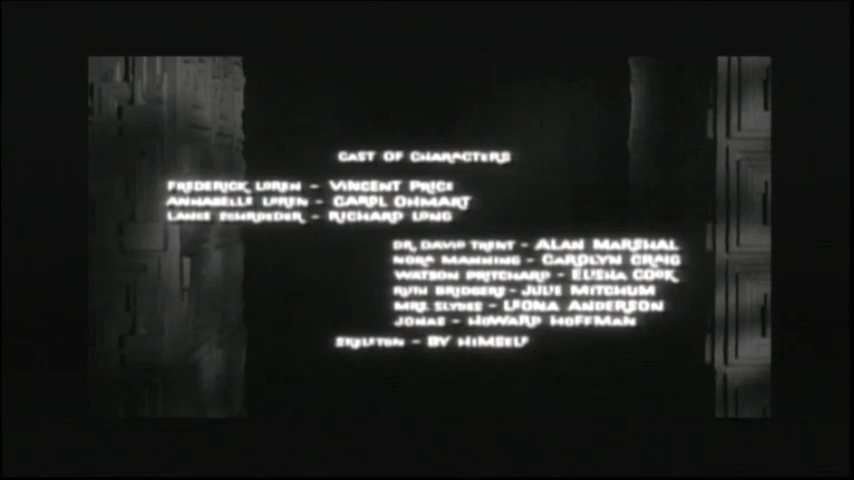 CAST OF CHARACTERS
FREDERICK LOREN - VINCENT PRICE
ANNABELLE LOREN - CAROL OHMART
LANCE SCHROEDER - RICHARD LONG
DR. DAVID TRENT - ALAN MARSHAL
NORA MANNING - CAROLYN CRAIG
WATSON PRITCHARD - ELISHA COOK
RUTH BRIDGERS - JULIE MITCHUM
MRS. SLYDES - LEONA ANDERSON
JONAS - HOWARD HOFFMAN
SKELETON - BY HIMSELF